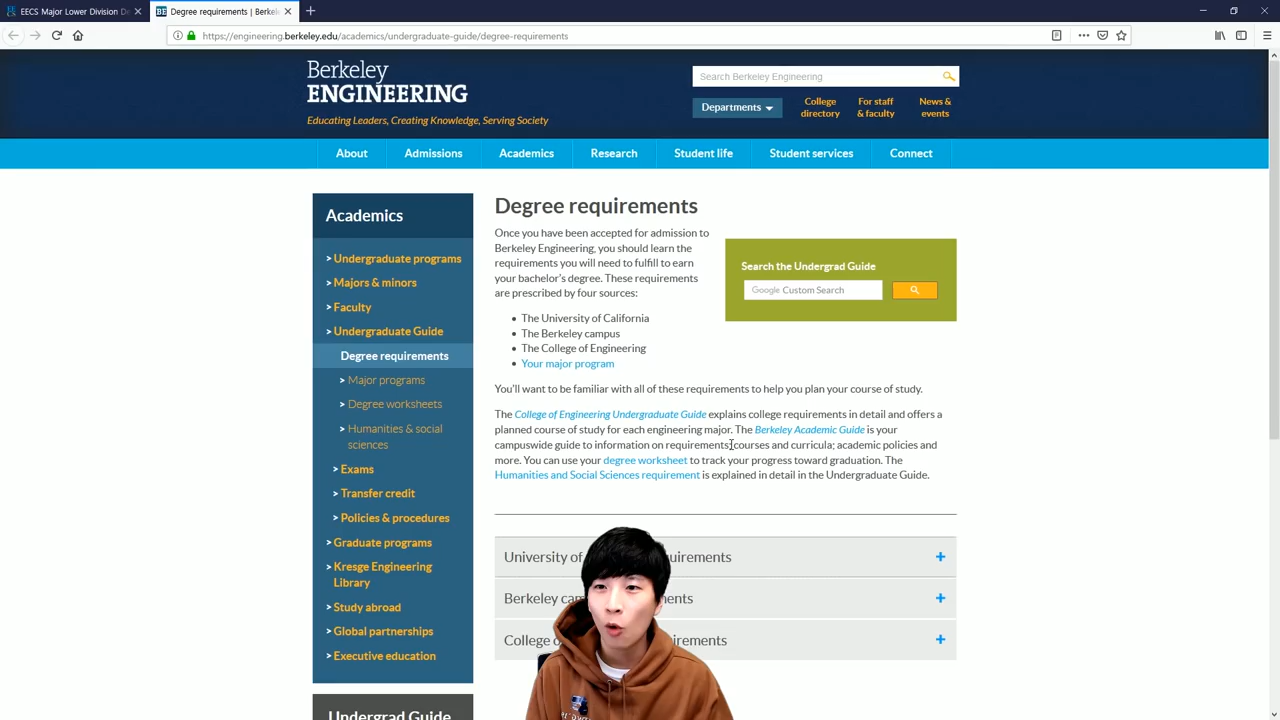 EECS Major Lower Division De
Degree requirements | Berkele
https://engineering.berkeley.edu/academics/undergraduate-guide/degree-requirements
Berkeley
ENGINEERING
Educating Leaders, Creating Knowledge, Serving Society
Search Berkeley Engineering
Departments
College directory
For staff & faculty
News & events
About
Admissions
Academics
Research
Student life
Student services
Connect
Academics
> Undergraduate programs
> Majors & minors
> Faculty
> Undergraduate Guide
Degree requirements
> Major programs
> Degree worksheets
> Humanities & social
sciences
> Exams
> Transfer credit
> Policies & procedures
> Graduate programs
> Kresge Engineering
Library
> Study abroad
> Global partnerships
> Executive education
Undergrad Guide
Degree requirements
Once you have been accepted for admission to
Berkeley Engineering, you should learn the
requirements you will need to fulfill to earn
your bachelor's degree. These requirements
are prescribed by four sources:
• The University of California
• The Berkeley campus
• The College of Engineering
• Your major program
Search the Undergrad Guide
Google Custom Search
You'll want to be familiar with all of these requirements to help you plan your course of study.
The College of Engineering Undergraduate Guide explains college requirements in detail and offers a
planned course of study for each engineering major. The Berkeley Academic Guide is your
campuswide guide to information on requirements, courses and curricula; academic policies and
more. You can use your degree worksheet to track your progress toward graduation. The
Humanities and Social Sciences requirement is explained in detail in the Undergraduate Guide.
University of
uirements
Berkeley ca
ments
College o
irements